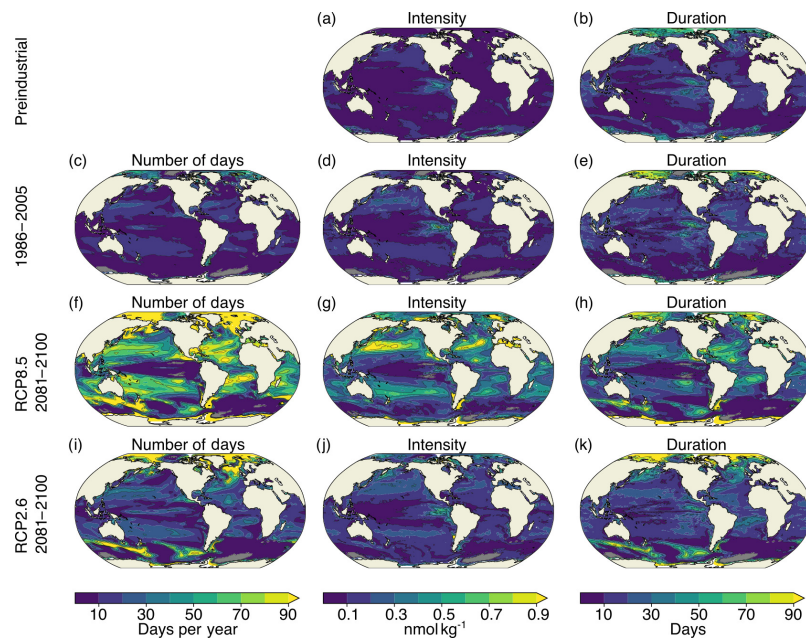 (a) Intensity
(b) Duration
Preindustrial
(c) Number of days
(d) Intensity
(e) Duration
1986–2005
(f) Number of days
(g) Intensity
(h) Duration
RCP8.5
2081–2100
(i) Number of days
(j) Intensity
(k) Duration
RCP2.6
2081–2100
10 30 50 70 90
Days per year
0.1 0.3 0.5 0.7 0.9
nmol kg⁻¹
10 30 50 70 90
Days